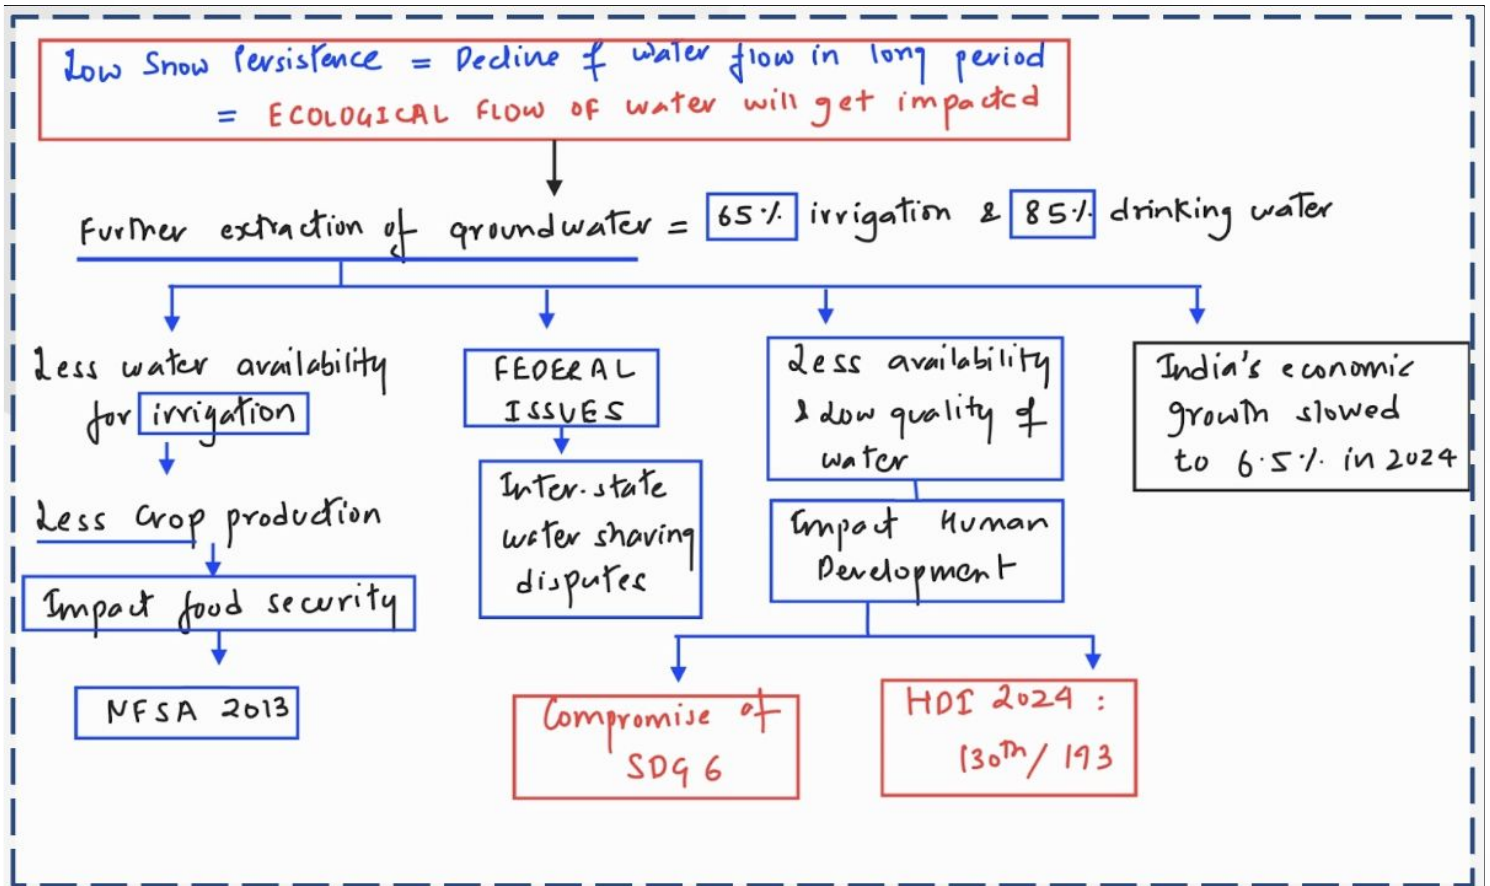 Low Snow Persistence = Decline of water flow in long period
= ECOLOGICAL FLOW OF water will get impacted
Further extraction of groundwater = 65% irrigation & 85% drinking water
Less water availability
for irrigation
Less crop production
Impact food security
NFSA 2013
FEDERAL
ISSUES
Inter-state
water sharing
disputes
Less availability
& Low quality of
water
Impact Human
Development
Compromise of
SDG 6
HDI 2024 :
130th/193
India's economic
growth slowed
to 6.5% in 2024